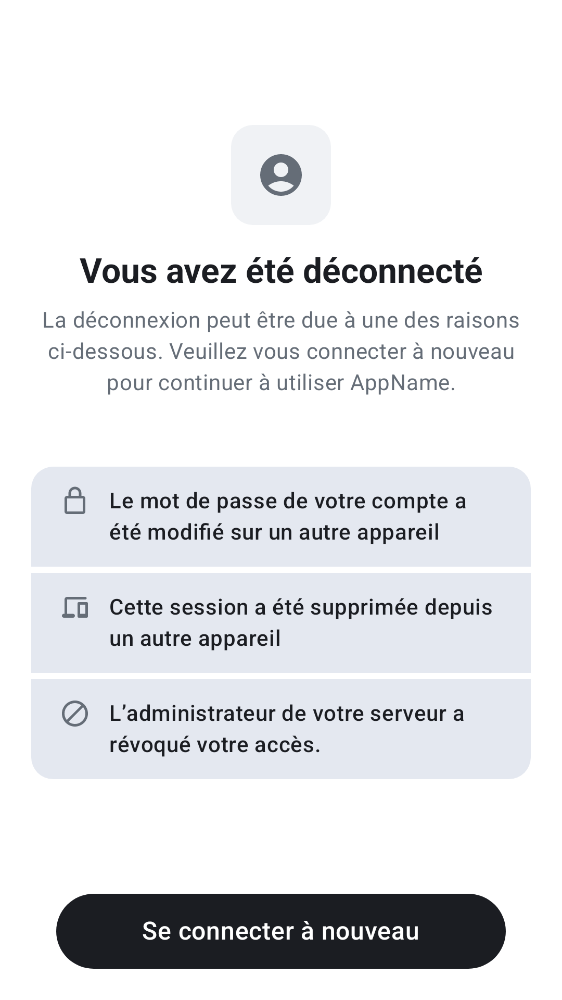 Vous avez été déconnecté
La déconnexion peut être due à une des raisons
ci-dessous. Veuillez vous connecter à nouveau
pour continuer à utiliser AppName.
Le mot de passe de votre compte a
été modifié sur un autre appareil
Cette session a été supprimée depuis
un autre appareil
L’administrateur de votre serveur a
révoqué votre accès.
Se connecter à nouveau